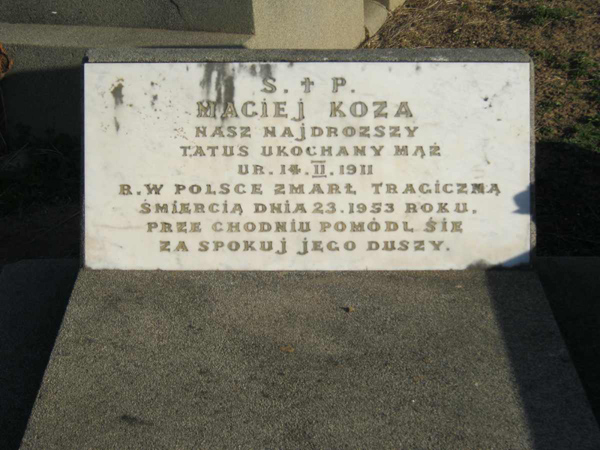 S. † P.
MACIEJ KOZA
NASZ NAJDROZSZY
TATUS UKOCHANY MĄŻ
UR. 14. II. 1911
R. W POLSCE ZMARŁ TRAGICZNĄ
ŚMIERCIĄ DNIA 23. 1953 ROKU.
PRZE CHODNIU POMÓDL ŚIE
ZA SPOKUJ JEGO DUSZY.